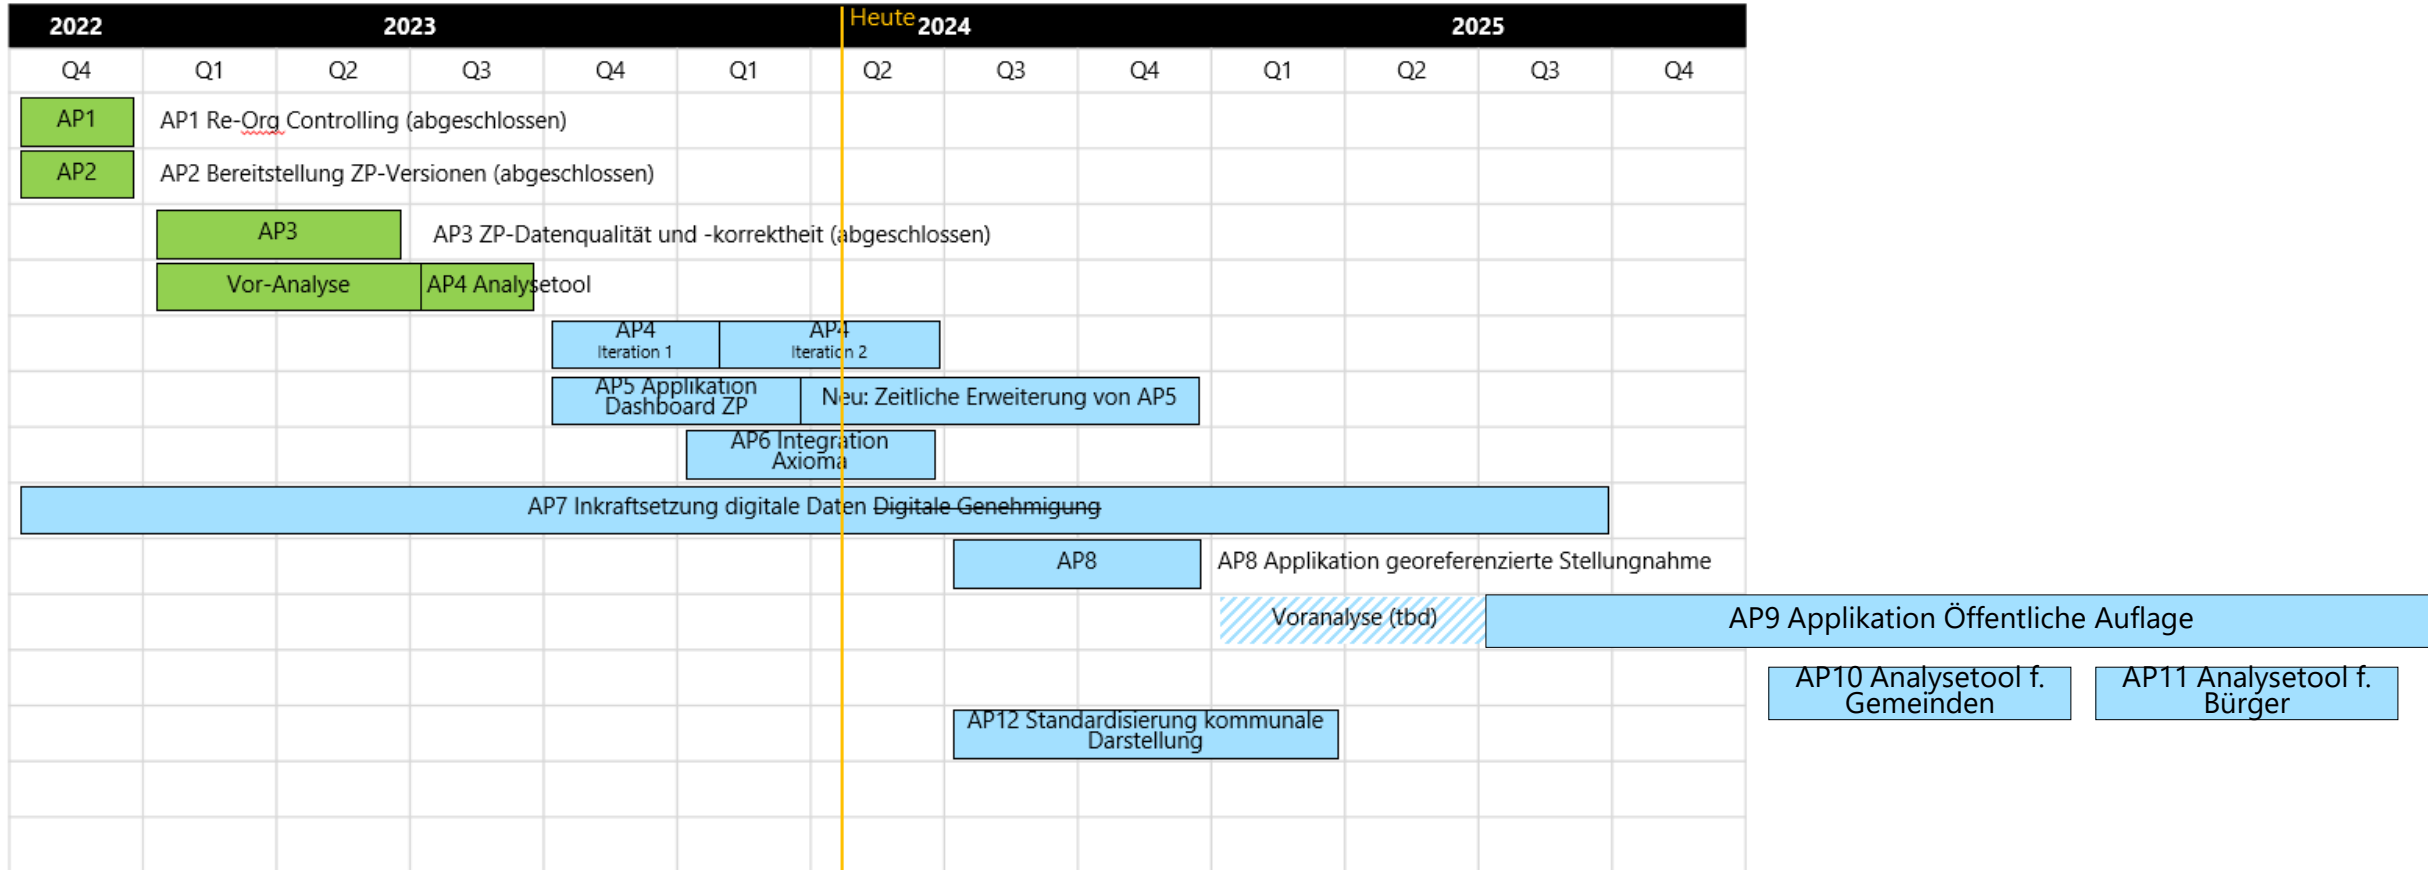 Heute
2022 2023 2024 2025
Q4 Q1 Q2 Q3 Q4 Q1 Q2 Q3 Q4 Q1 Q2 Q3 Q4
AP1 AP1 Re-Org Controlling (abgeschlossen)
AP2 AP2 Bereitstellung ZP-Versionen (abgeschlossen)
AP3 AP3 ZP-Datenqualität und -korrektheit (abgeschlossen)
Vor-Analyse AP4 Analysetool
AP4
Iteration 1
AP4
Iteration 2
AP5 Applikation
Dashboard ZP
Neu: Zeitliche Erweiterung von AP5
AP6 Integration
Axioma
AP7 Inkraftsetzung digitale Daten Digitale Genehmigung
AP8 AP8 Applikation georeferenzierte Stellungnahme
Voranalyse (tbd) AP9 Applikation Öffentliche Auflage
AP10 Analysetool f.
Gemeinden
AP11 Analysetool f.
Bürger
AP12 Standardisierung kommunale
Darstellung